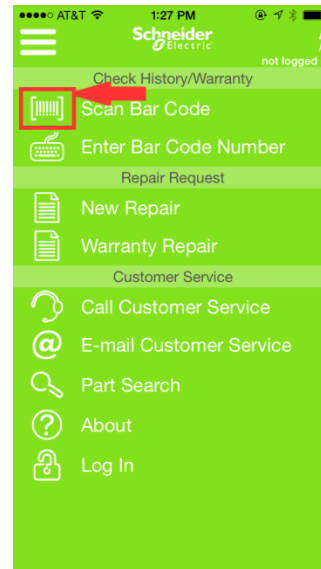 AT&T 1:27 PM
Schneider
Electric
not logged
Check History/Warranty
Scan Bar Code
Enter Bar Code Number
Repair Request
New Repair
Warranty Repair
Customer Service
Call Customer Service
@ E-mail Customer Service
Part Search
? About
Log In